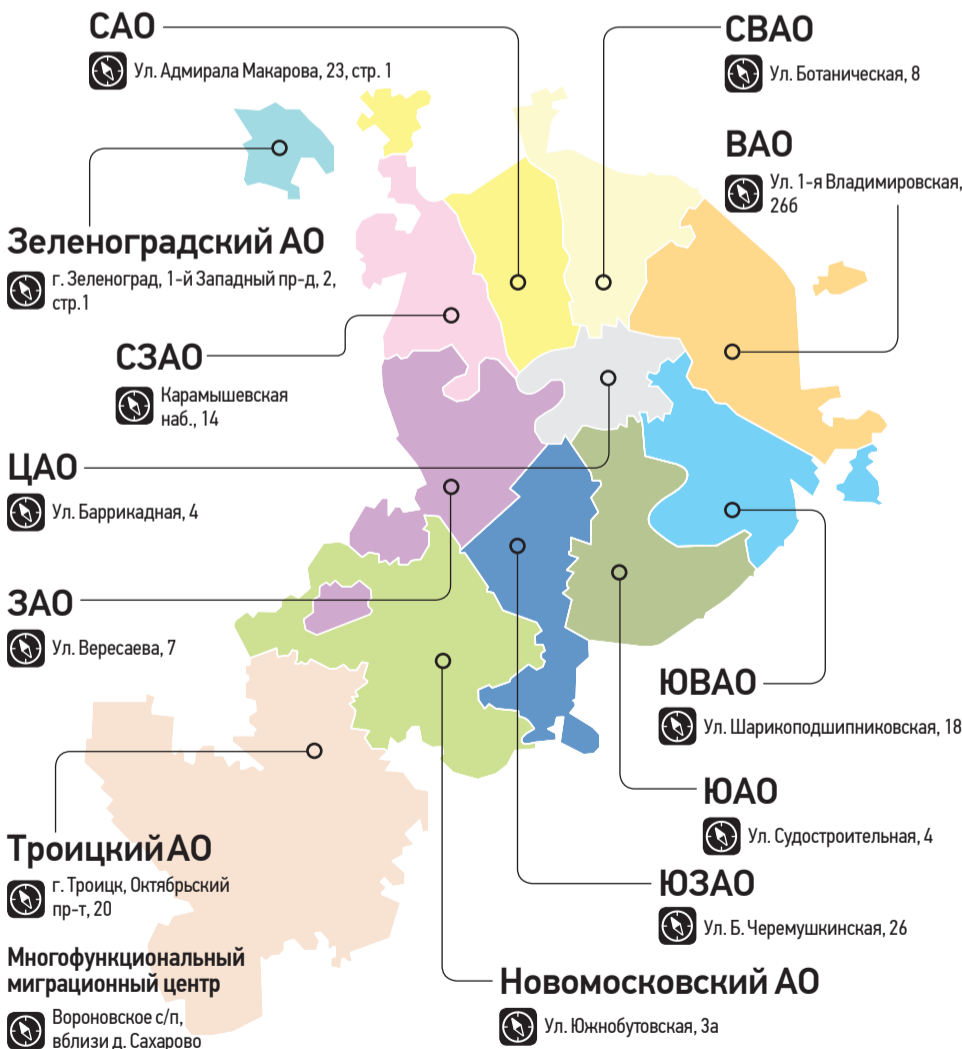 САО
Ул. Адмирала Макарова, 23, стр. 1
СВАО
Ул. Ботаническая, 8
ВАО
Ул. 1-я Владимировская,
26б
Зеленоградский АО
г. Зеленоград, 1-й Западный пр-д, 2,
стр.1
СЗАО
Карамышевская
наб., 14
ЦАО
Ул. Баррикадная, 4
ЗАО
Ул. Вересаева, 7
ЮВАО
Ул. Шарикоподшипниковская, 18
ЮАО
Ул. Судостроительная, 4
Троицкий АО
г. Троицк, Октябрьский
пр-т, 20
ЮЗАО
Ул. Б. Черемушкинская, 26
Многофункциональный
миграционный центр
Вороновское с/п,
вблизи д. Сахарово
Новомосковский АО
Ул. Южнобутовская, 3а